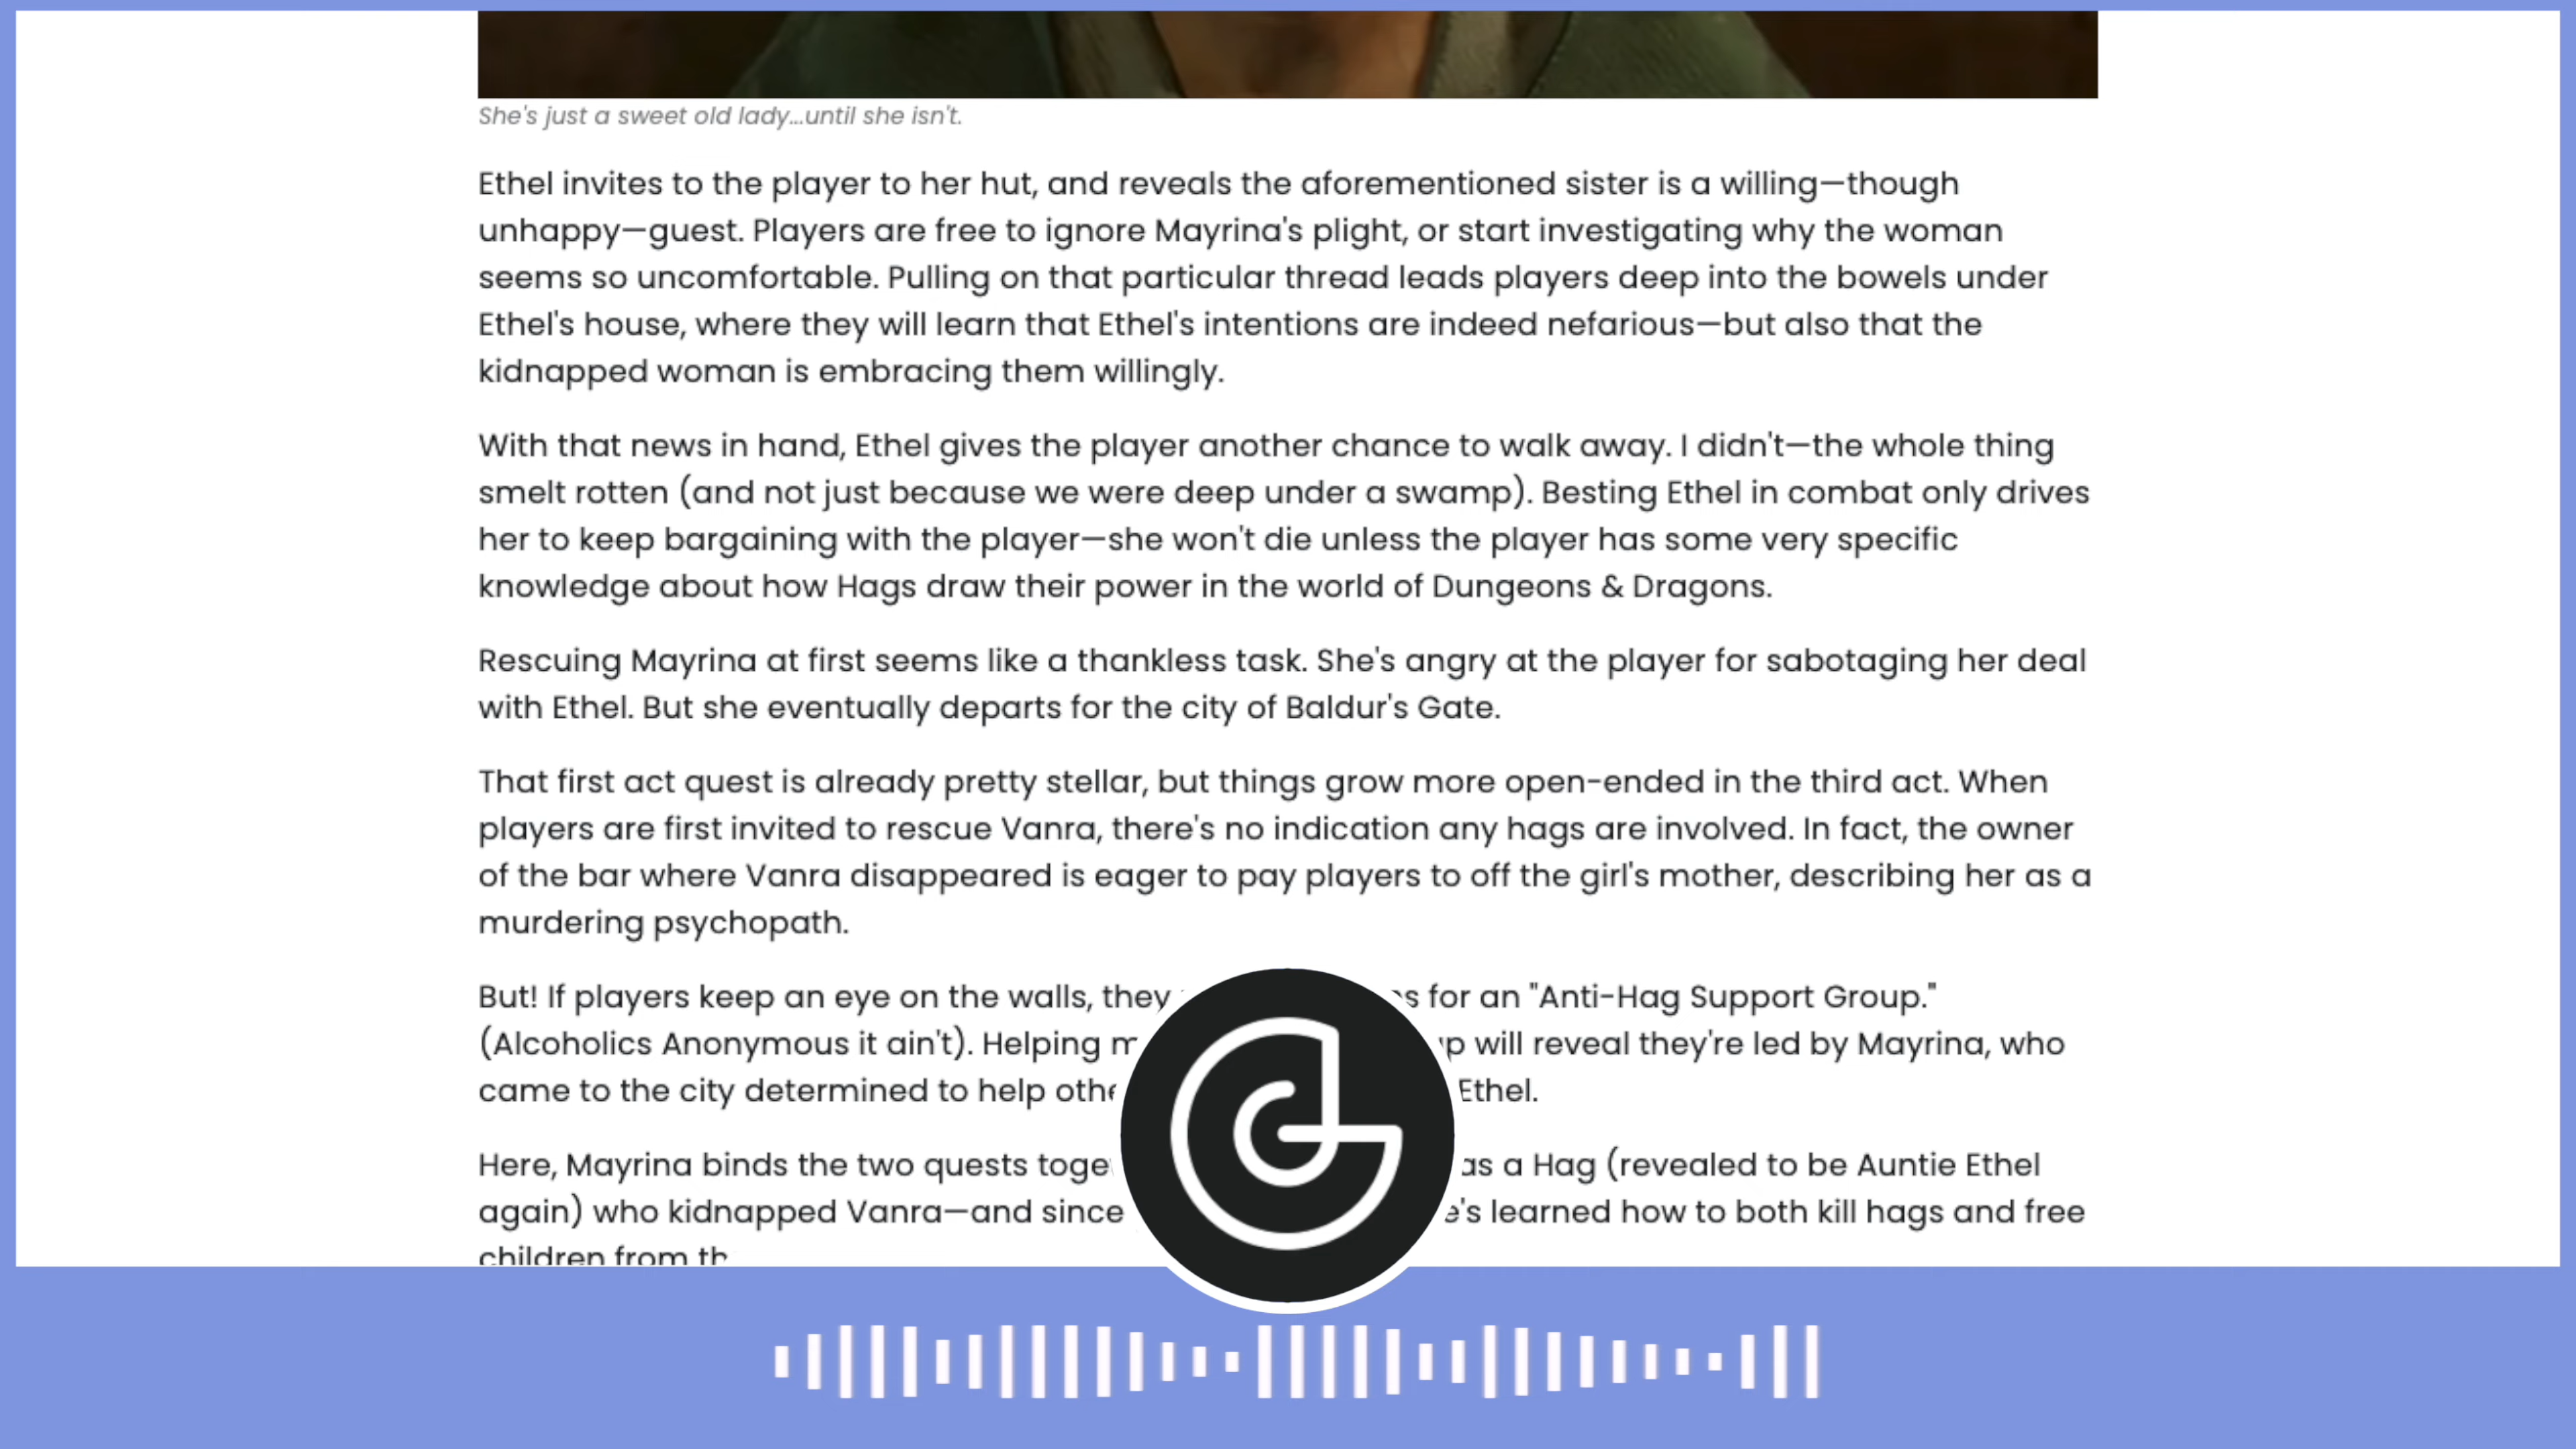 She's just a sweet old lady...until she isn't.
Ethel invites to the player to her hut, and reveals the aforementioned sister is a willing—though
unhappy—guest. Players are free to ignore Mayrina's plight, or start investigating why the woman
seems so uncomfortable. Pulling on that particular thread leads players deep into the bowels under
Ethel's house, where they will learn that Ethel's intentions are indeed nefarious—but also that the
kidnapped woman is embracing them willingly.
With that news in hand, Ethel gives the player another chance to walk away. I didn't—the whole thing
smelt rotten (and not just because we were deep under a swamp). Besting Ethel in combat only drives
her to keep bargaining with the player—she won't die unless the player has some very specific
knowledge about how Hags draw their power in the world of Dungeons & Dragons.
Rescuing Mayrina at first seems like a thankless task. She's angry at the player for sabotaging her deal
with Ethel. But she eventually departs for the city of Baldur's Gate.
That first act quest is already pretty stellar, but things grow more open-ended in the third act. When
players are first invited to rescue Vanra, there's no indication any hags are involved. In fact, the owner
of the bar where Vanra disappeared is eager to pay players to off the girl's mother, describing her as a
murdering psychopath.
But! If players keep an eye on the walls, they for an "Anti-Hag Support Group."
(Alcoholics Anonymous it ain't). Helping will reveal they're led by Mayrina, who
came to the city determined to help Ethel.
Here, Mayrina binds the two quests a Hag (revealed to be Auntie Ethel
again) who kidnapped Vanra—and since learned how to both kill hags and free
children from